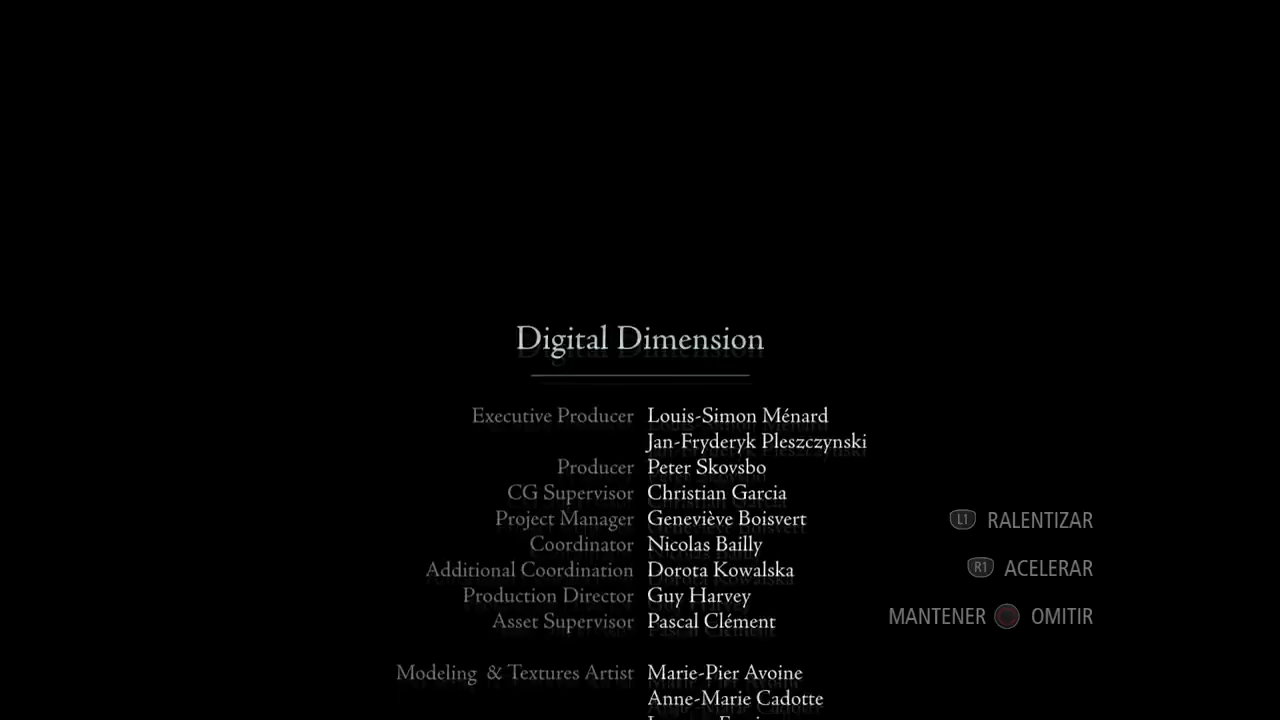 Digital Dimension
Executive Producer Louis-Simon Ménard
Jan-Fryderyk Pleszczynski
Producer Peter Skovsbo
CG Supervisor Christian Garcia
Project Manager Geneviève Boisvert
Coordinator Nicolas Bailly
Additional Coordination Dorota Kowalska
Production Director Guy Harvey
Asset Supervisor Pascal Clément
Modeling & Textures Artist Marie-Pier Avoine
Anne-Marie Cadotte
L1 RALENTIZAR
R1 ACELERAR
MANTENER OMITIR